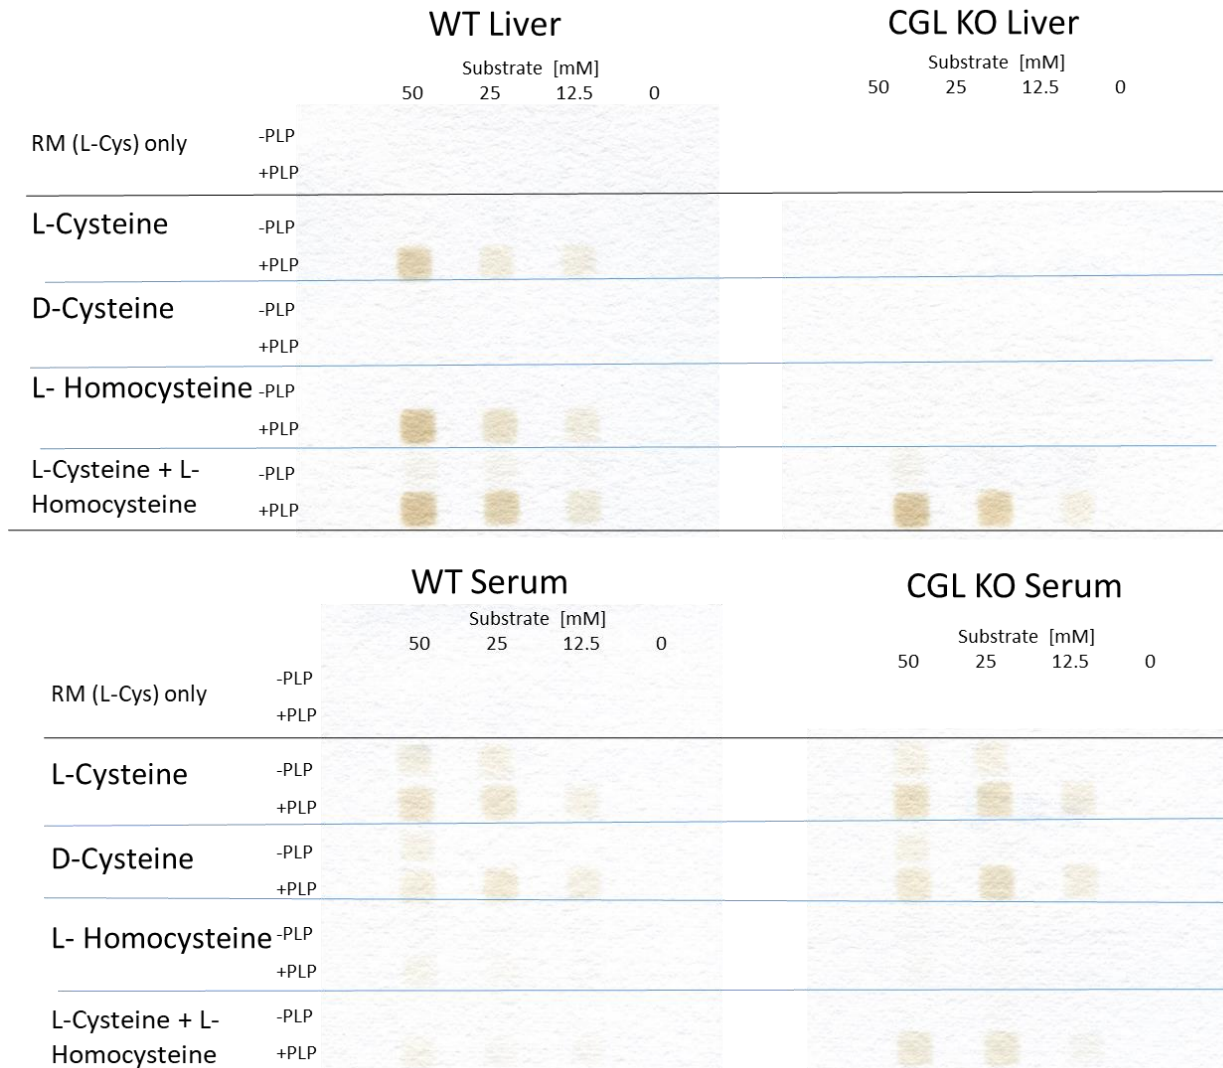 WT Liver
CGL KO Liver
Substrate [mM]
50 25 12.5 0
Substrate [mM]
50 25 12.5 0
RM (L-Cys) only
-PLP
+PLP
L-Cysteine
-PLP
+PLP
D-Cysteine
-PLP
+PLP
L- Homocysteine
-PLP
+PLP
L-Cysteine + L-
Homocysteine
-PLP
+PLP
WT Serum
CGL KO Serum
Substrate [mM]
50 25 12.5 0
Substrate [mM]
50 25 12.5 0
RM (L-Cys) only
-PLP
+PLP
L-Cysteine
-PLP
+PLP
D-Cysteine
-PLP
+PLP
L- Homocysteine
-PLP
+PLP
L-Cysteine + L-
Homocysteine
-PLP
+PLP